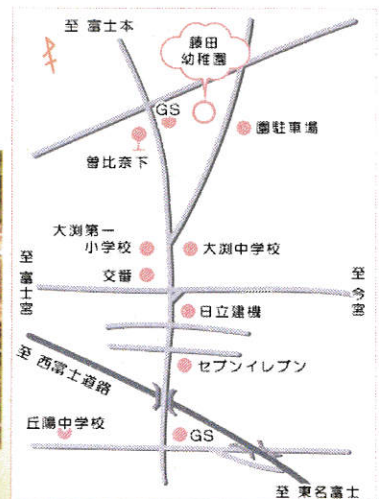 至 富士本
藤田
幼稚園
GS
園駐車場
曽比奈下
大渕第一
小学校
大渕中学校
交番
至 富士宮
至 今宮
日立建機
セブンイレブン
至 西富士道路
丘陽中学校
GS
至 東名富士